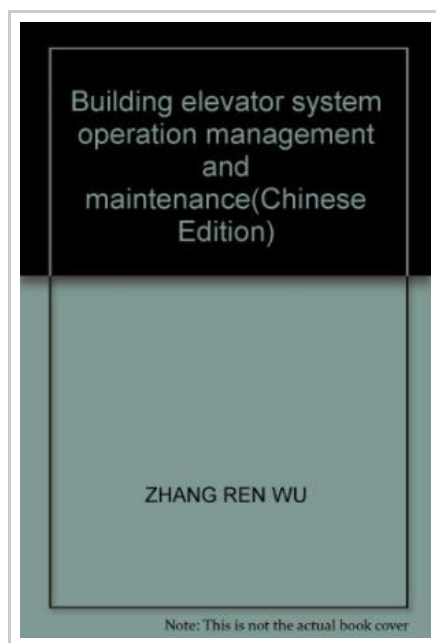 Building elevator system
operation management
and
maintenance(Chinese
Edition)
ZHANG REN WU
Note: This is not the actual book cover